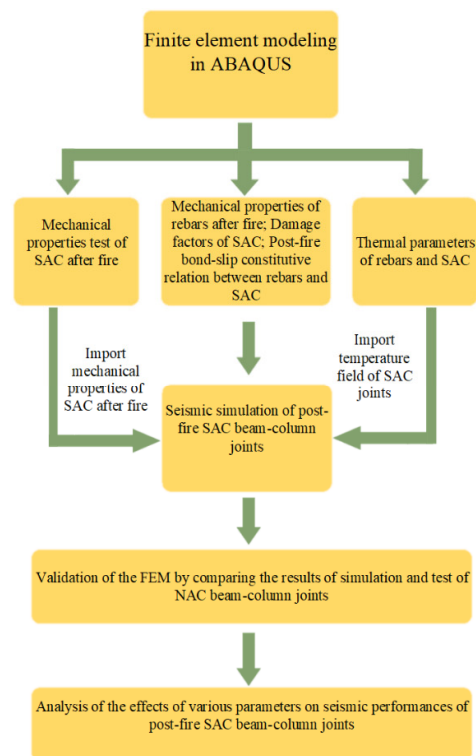 Finite element modeling
in ABAQUS
Mechanical
properties test of
SAC after fire
Mechanical properties of
rebars after fire; Damage
factors of SAC; Post-fire
bond-slip constitutive
relation between rebars and
SAC
Thermal parameters
of rebars and SAC
Import
mechanical
properties of
SAC after fire
Import
temperature
field of SAC
joints
Seismic simulation of post-
fire SAC beam-column
joints
Validation of the FEM by comparing the results of simulation and test of
NAC beam-column joints
Analysis of the effects of various parameters on seismic performances of
post-fire SAC beam-column joints